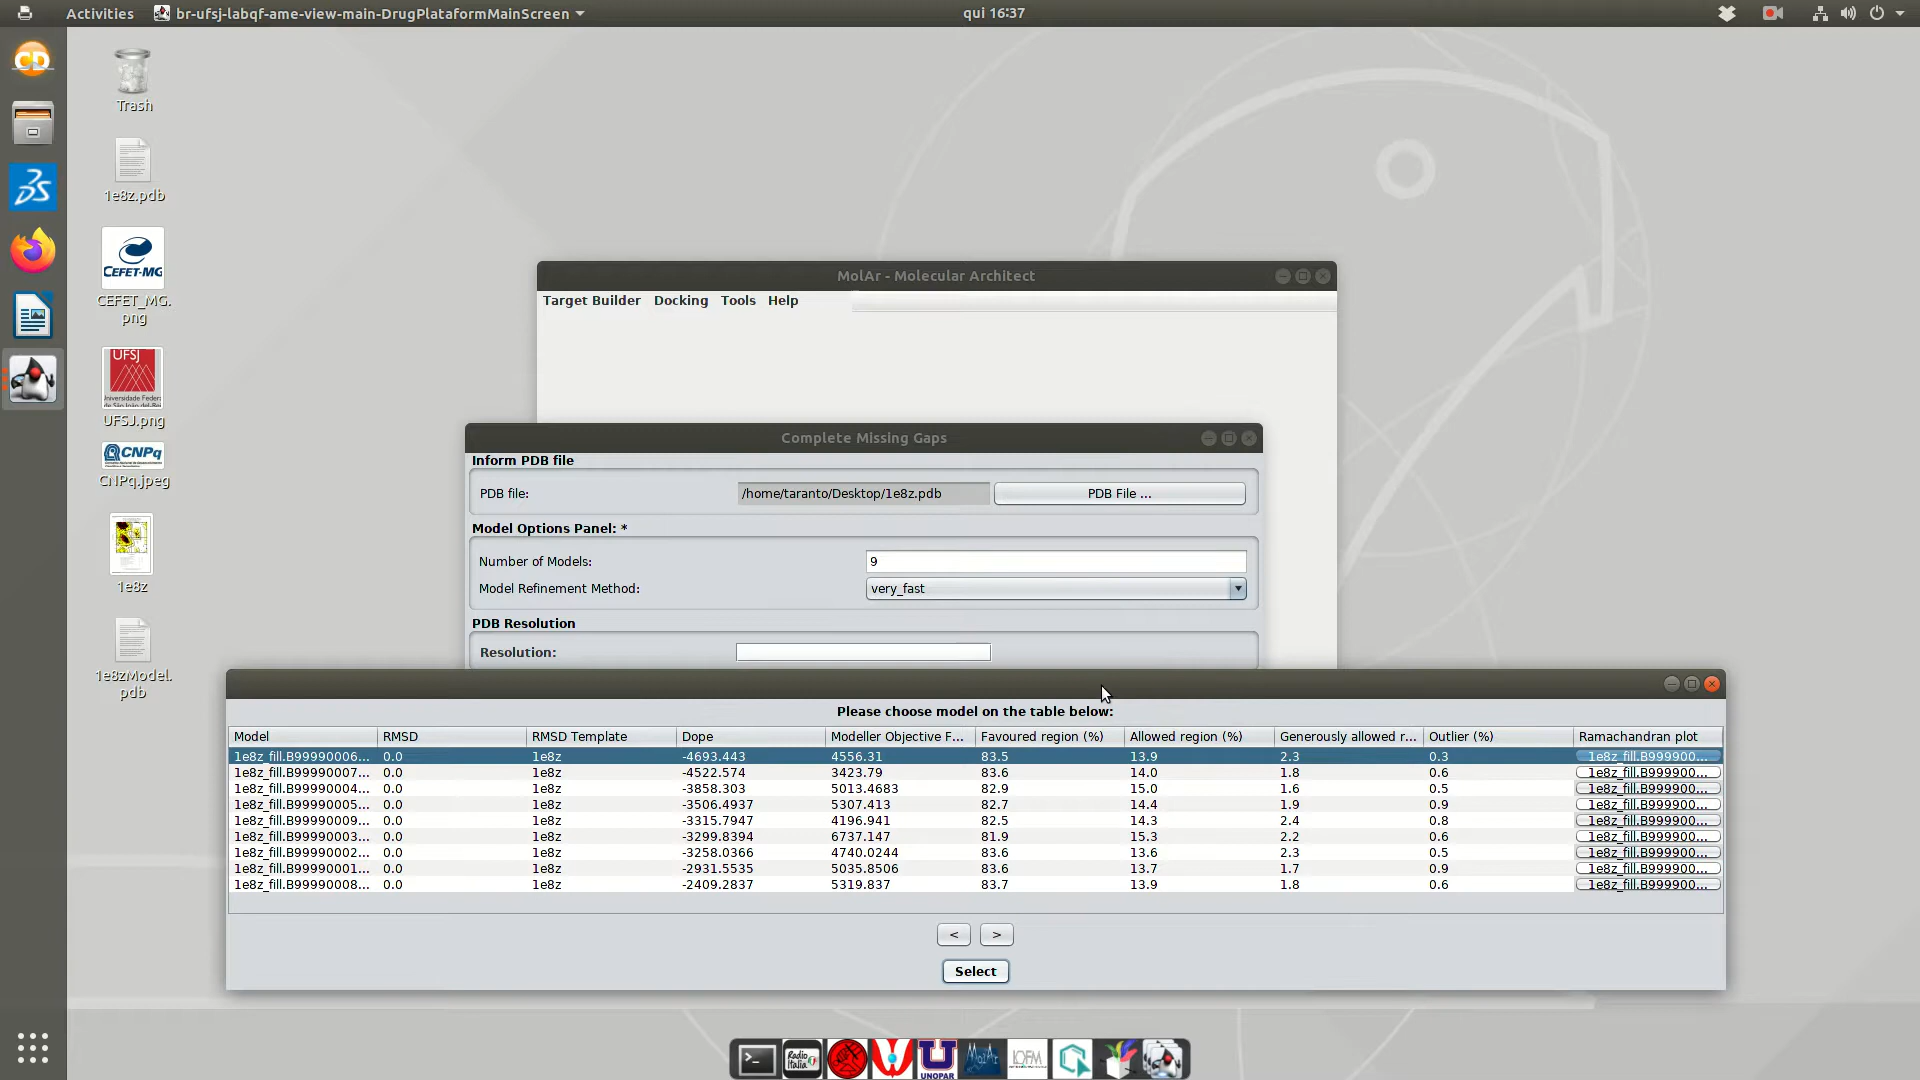 Activities
br-ufsj-labqf-ame-view-main-DrugPlataformMainScreen
qui 16:37
Trash
1e8z.pdb
CEFET-MG
CEFET_MG.
png
UFSJ
UFSJ.png
CNPq
CNPq.jpeg
1e8z
1e8zModel.
pdb
MolAr - Molecular Architect
Target Builder Docking Tools Help
Complete Missing Gaps
Inform PDB file
PDB file: /home/taranto/Desktop/1e8z.pdb PDB File ...
Model Options Panel: *
Number of Models: 9
Model Refinement Method: very_fast
PDB Resolution
Resolution:
Please choose model on the table below:
Model RMSD RMSD Template Dope Modeller Objective F... Favoured region (%) Allowed region (%) Generously allowed r... Outlier (%) Ramachandran plot
1e8z_fill.B99990006... 0.0 1e8z -4693.443 4556.31 83.5 13.9 2.3 0.3 1e8z_fill.B999900...
1e8z_fill.B99990007... 0.0 1e8z -4522.574 3423.79 83.6 14.0 1.8 0.6 1e8z_fill.B999900...
1e8z_fill.B99990004... 0.0 1e8z -3858.303 5013.4683 82.9 15.0 1.6 0.5 1e8z_fill.B999900...
1e8z_fill.B99990005... 0.0 1e8z -3506.4937 5307.413 82.7 14.4 1.9 0.9 1e8z_fill.B999900...
1e8z_fill.B99990009... 0.0 1e8z -3315.7947 4196.941 82.5 14.3 2.4 0.8 1e8z_fill.B999900...
1e8z_fill.B99990003... 0.0 1e8z -3299.8394 6737.147 81.9 15.3 2.2 0.6 1e8z_fill.B999900...
1e8z_fill.B99990002... 0.0 1e8z -3258.0366 4740.0244 83.6 13.6 2.3 0.5 1e8z_fill.B999900...
1e8z_fill.B99990001... 0.0 1e8z -2931.5535 5035.8506 83.6 13.7 1.7 0.9 1e8z_fill.B999900...
1e8z_fill.B99990008... 0.0 1e8z -2409.2837 5319.837 83.7 13.9 1.8 0.6 1e8z_fill.B999900...
< >
Select
Radio
Italia
UNOPAR
MolAr